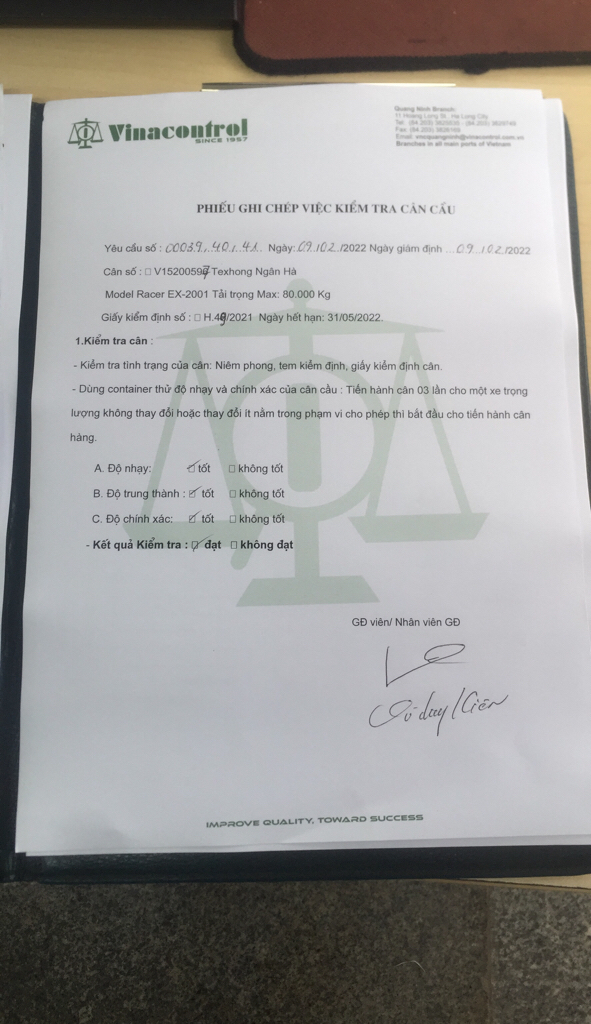 Vinacontrol
SINCE 1957
Quang Ninh Branch:
11 Hoang Long St., Ha Long City
Branches in all main ports of Vietnam
PHIẾU GHI CHÉP VIỆC KIỂM TRA CÂN CẦU
Yêu cầu số : 00039.40.41 Ngày: 09/02/2022 Ngày giám định 09/02/2022
Cân số : □ V15200597-Texhong Ngân Hà
Model Racer EX-2001 Tải trọng Max: 80.000 Kg
Giấy kiểm định số : □ H.49/2021 Ngày hết hạn: 31/05/2022.
1.Kiểm tra cân :
- Kiểm tra tình trạng của cân: Niêm phong, tem kiểm định, giấy kiểm định cân.
- Dùng container thử độ nhạy và chính xác của cân cầu : Tiến hành cân 03 lần cho một xe trọng
lượng không thay đổi hoặc thay đổi ít nằm trong phạm vi cho phép thì bắt đầu cho tiến hành cân
hàng.
A. Độ nhạy: ☑ tốt □ không tốt
B. Độ trung thành : ☑ tốt □ không tốt
C. Độ chính xác: ☑ tốt □ không tốt
- Kết quả Kiểm tra : ☑ đạt □ không đạt
GĐ viên/ Nhân viên GĐ
Vũ duy Kiên
IMPROVE QUALITY, TOWARD SUCCESS